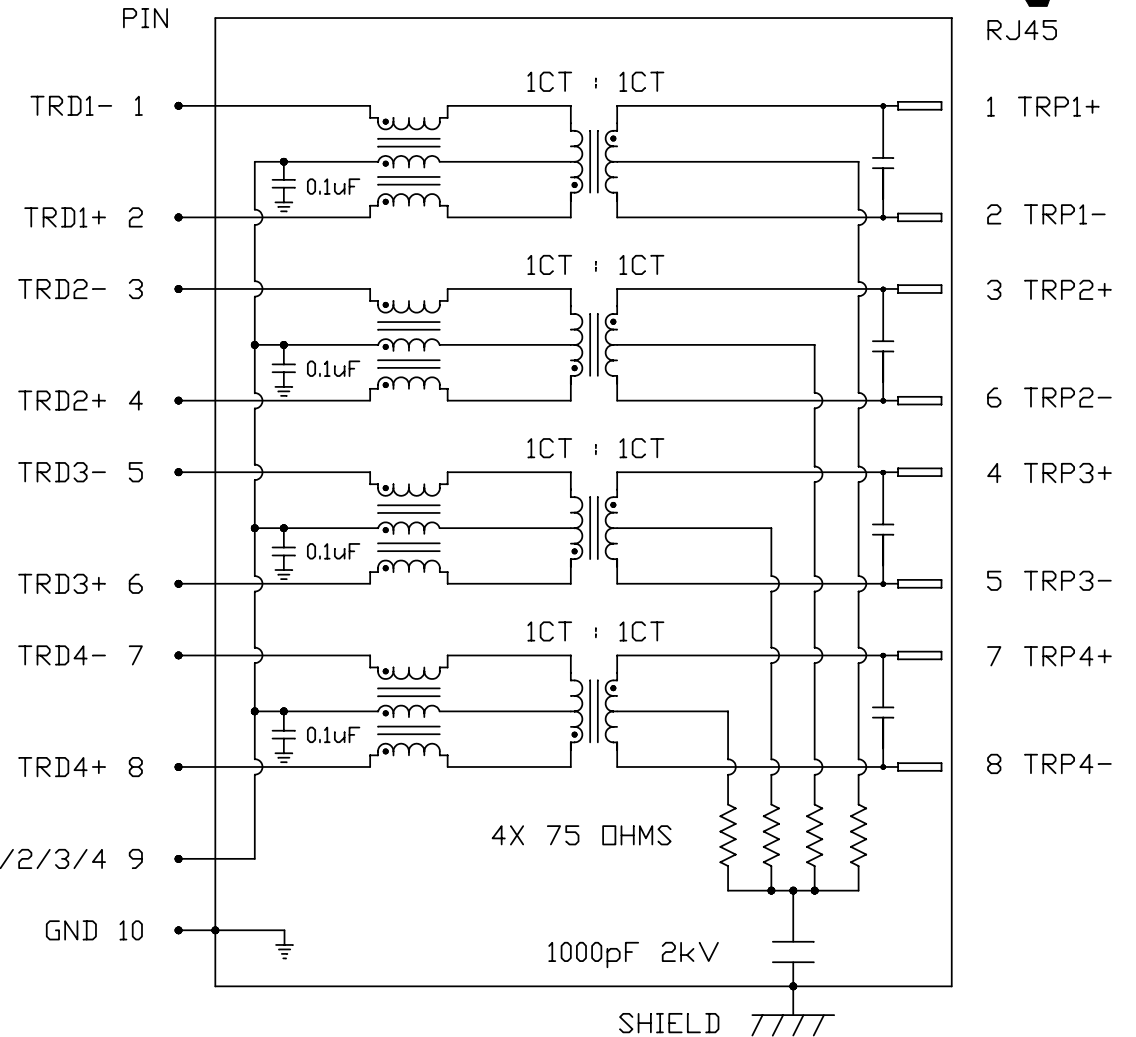 PIN
RJ45
1CT : 1CT
TRD1- 1
1 TRP1+
0.1uF
TRD1+ 2
2 TRP1-
1CT : 1CT
TRD2- 3
3 TRP2+
0.1uF
TRD2+ 4
6 TRP2-
1CT : 1CT
TRD3- 5
4 TRP3+
0.1uF
TRD3+ 6
5 TRP3-
1CT : 1CT
TRD4- 7
7 TRP4+
0.1uF
TRD4+ 8
8 TRP4-
4X 75 OHMS
/2/3/4 9
GND 10
1000pF 2kV
SHIELD